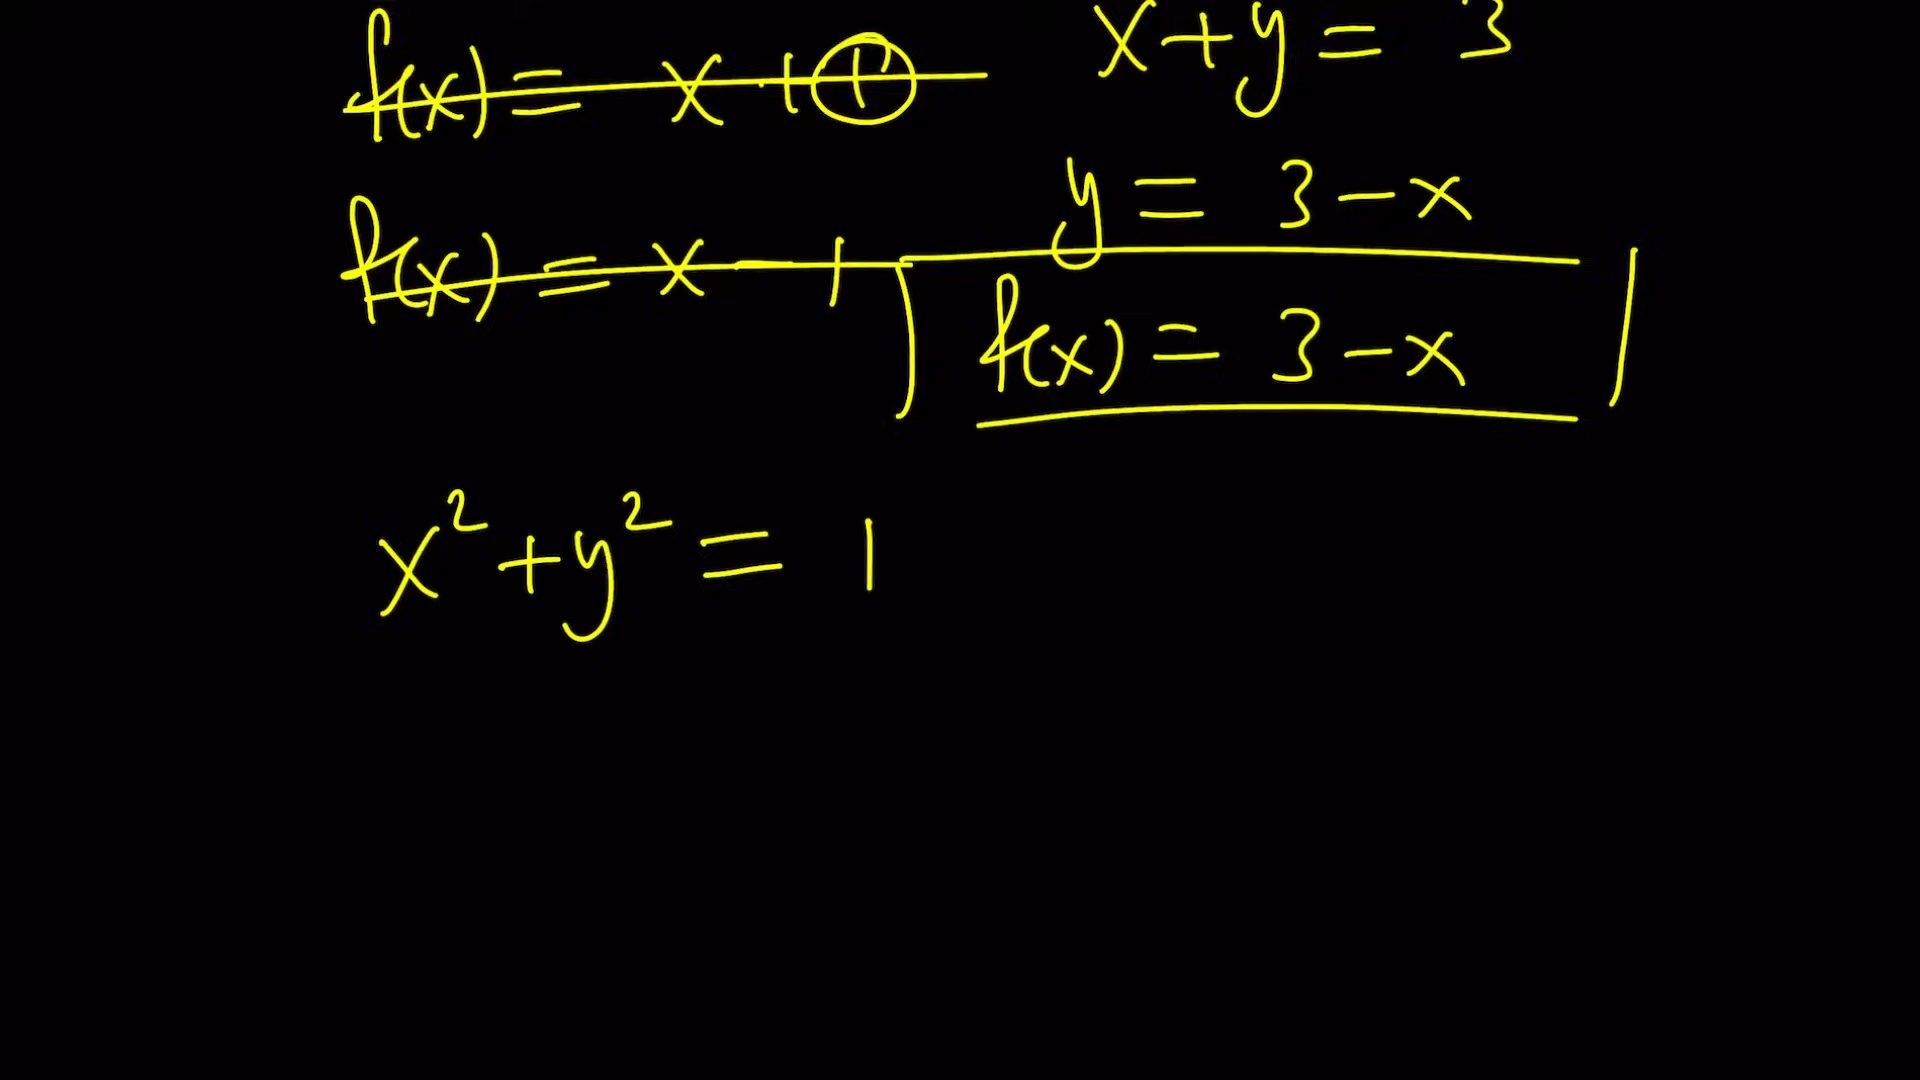 f(x) = x + 1
x + y = 3
y = 3 - x
f(x) = x - 1
f(x) = 3 - x
x² + y² = 1